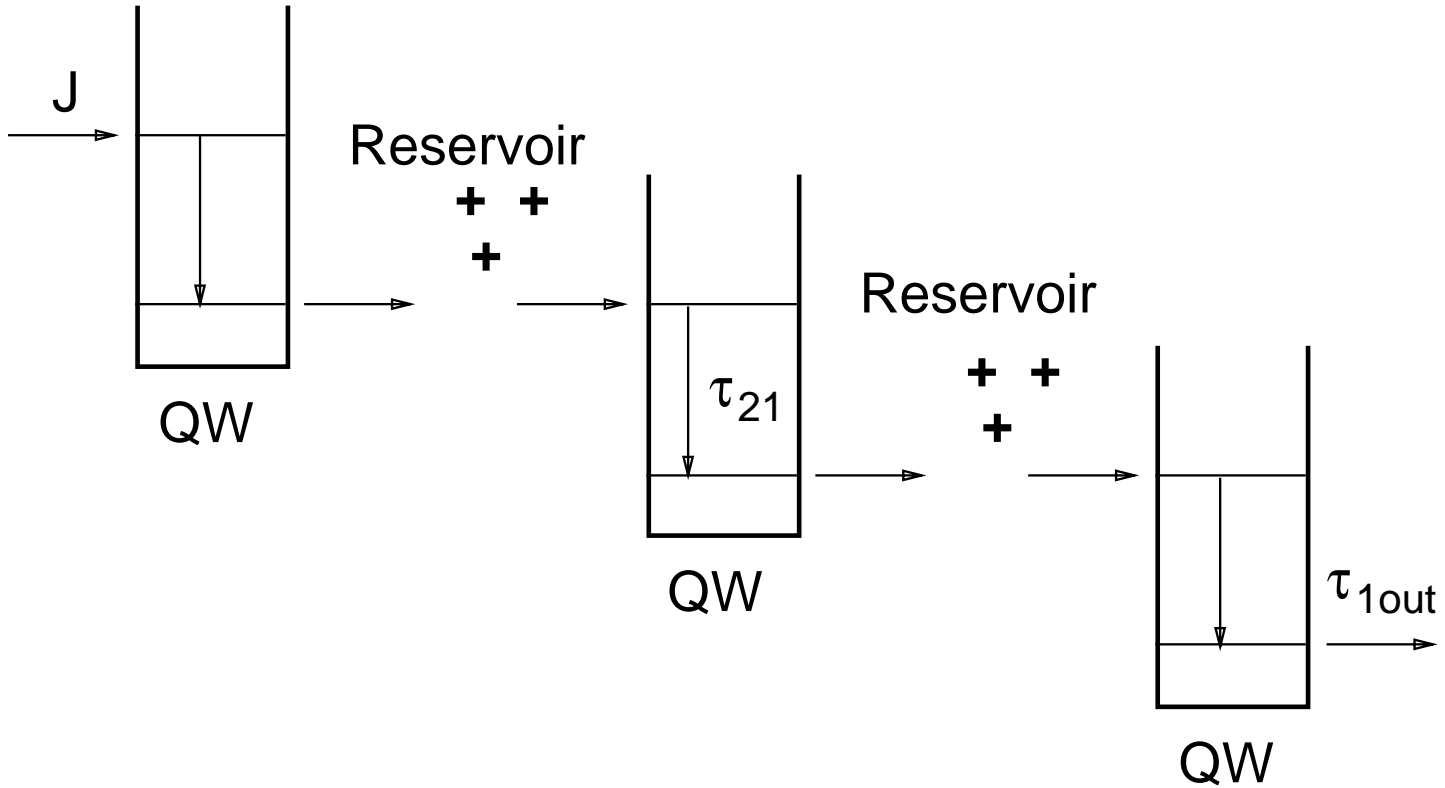 J
Reservoir
+ +
+
QW
Reservoir
+ +
+
τ21
QW
τ1out
QW